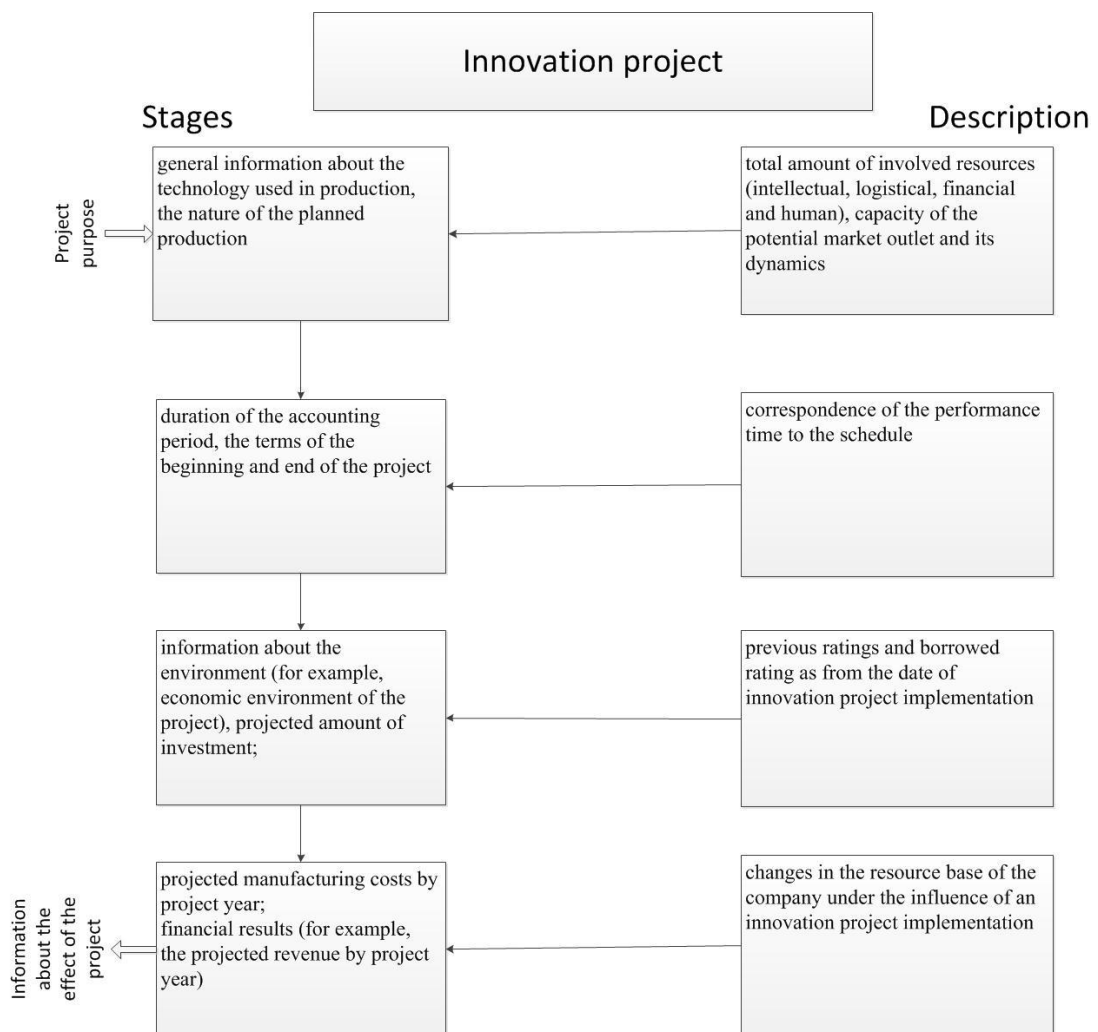 Innovation project
Stages
Description
Project
purpose
general information about the
technology used in production,
the nature of the planned
production
total amount of involved resources
(intellectual, logistical, financial
and human), capacity of the
potential market outlet and its
dynamics
duration of the accounting
period, the terms of the
beginning and end of the project
correspondence of the performance
time to the schedule
information about the
environment (for example,
economic environment of the
project), projected amount of
investment;
previous ratings and borrowed
rating as from the date of
innovation project implementation
Information
about the
effect of the
project
projected manufacturing costs by
project year;
financial results (for example,
the projected revenue by project
year)
changes in the resource base of the
company under the influence of an
innovation project implementation